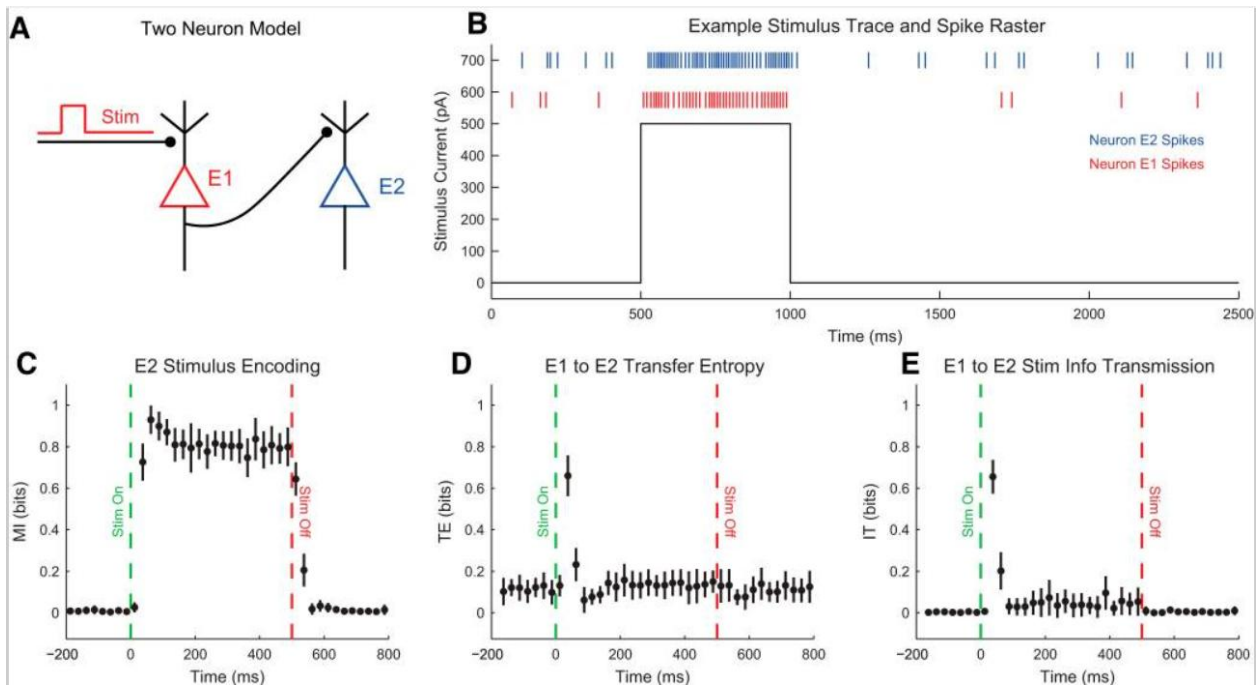 A
Two Neuron Model
Stim
E1
E2
B
Example Stimulus Trace and Spike Raster
Stimulus Current (pA)
700
600
500
400
300
200
100
0
Neuron E2 Spikes
Neuron E1 Spikes
0 500 1000 1500 2000 2500
Time (ms)
C
E2 Stimulus Encoding
MI (bits)
1
0.8
0.6
0.4
0.2
0
Stim On
Stim Off
−200 0 200 400 600 800
Time (ms)
D
E1 to E2 Transfer Entropy
TE (bits)
1
0.8
0.6
0.4
0.2
0
Stim On
Stim Off
−200 0 200 400 600 800
Time (ms)
E
E1 to E2 Stim Info Transmission
IT (bits)
1
0.8
0.6
0.4
0.2
0
Stim On
Stim Off
−200 0 200 400 600 800
Time (ms)